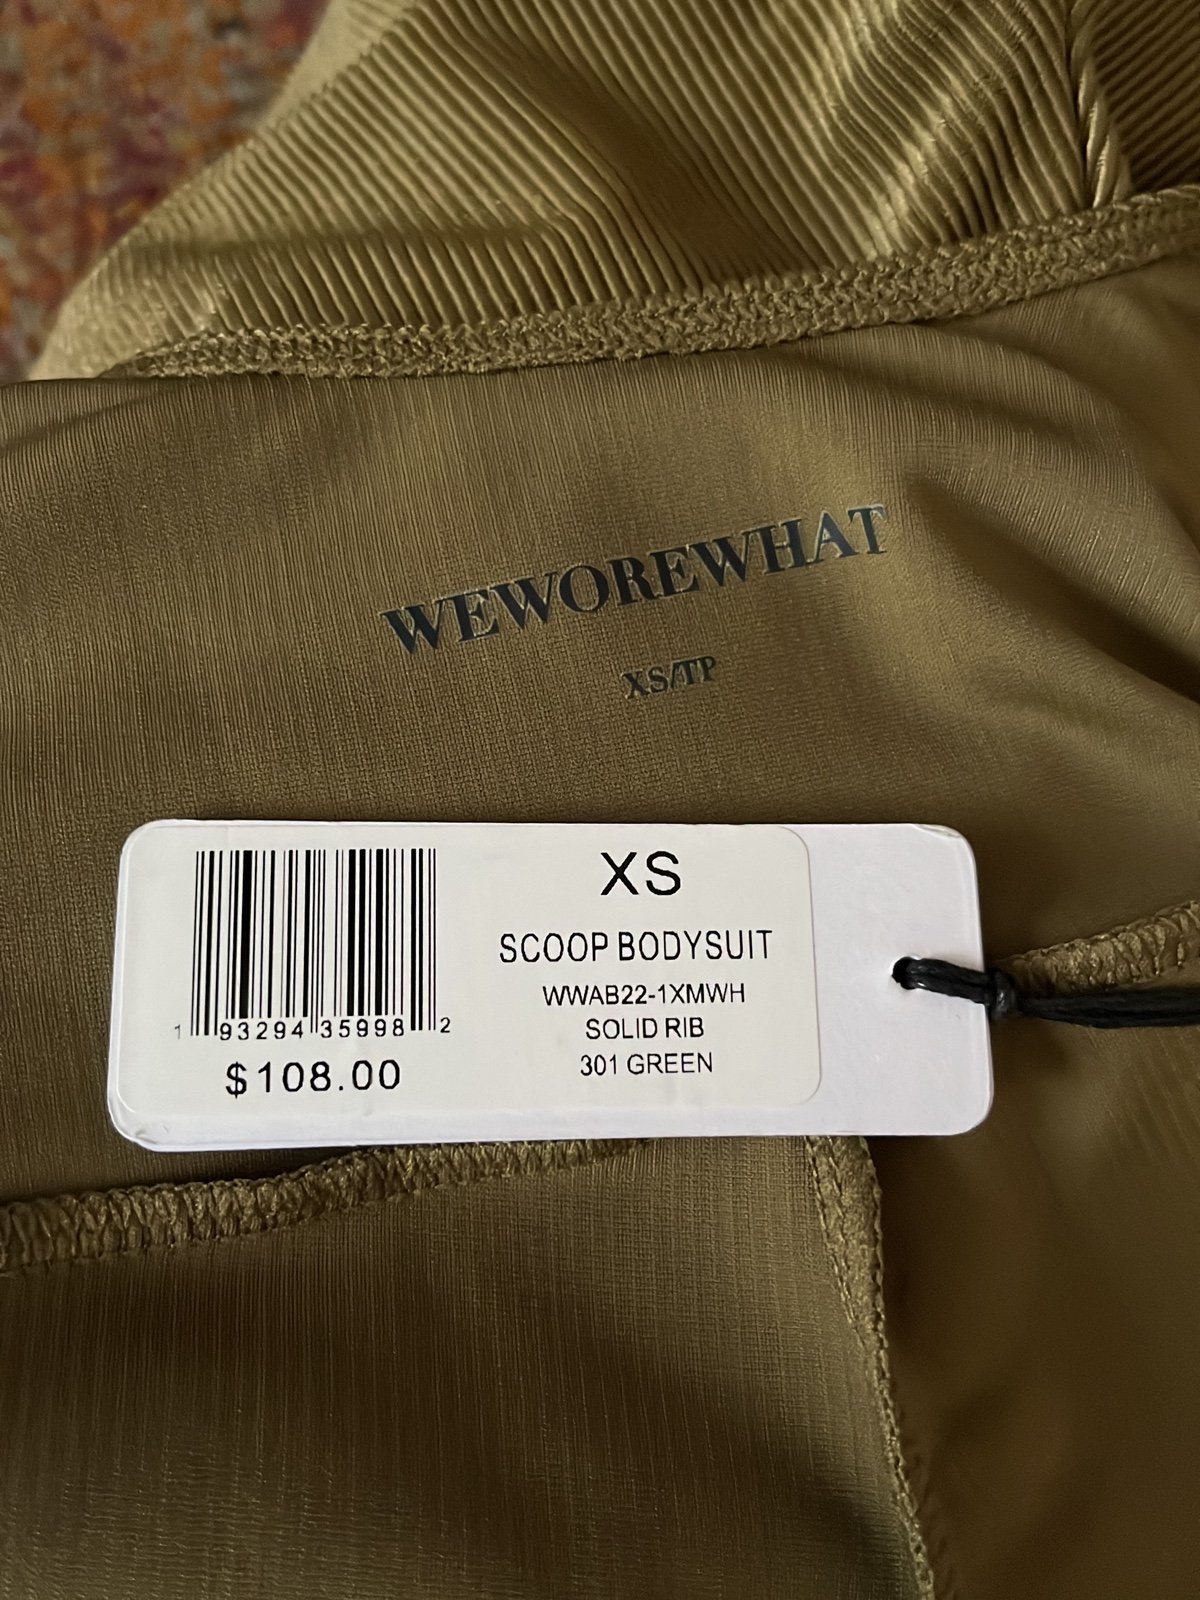 WEWOREWHAT
XS/TP
XS
SCOOP BODYSUIT
WWAB22-1XMWH
SOLID RIB
301 GREEN
1 93294 35998 2
$108.00